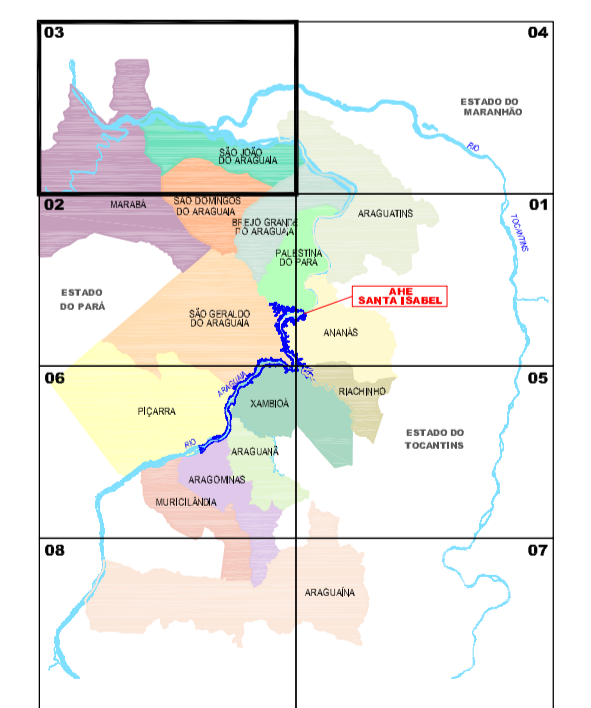 03
04
ESTADO DO
MARANHÃO
RIO
TOCANTINS
SÃO JOÃO
DO ARAGUAIA
02
01
MARABÁ
SÃO DOMINGOS
DO ARAGUAIA
BREJO GRANDE
DO ARAGUAIA
ARAGUATINS
PALESTINA
DO PARÁ
ESTADO
DO PARÁ
AHE
SANTA ISABEL
SÃO GERALDO
DO ARAGUAIA
ANANÁS
06
05
ARAGUAIA
RIO
PIÇARRA
XAMBIOÁ
RIACHINHO
ESTADO DO
TOCANTINS
ARAGUANÃ
ARAGOMINAS
MURICILÂNDIA
08
07
ARAGUAÍNA